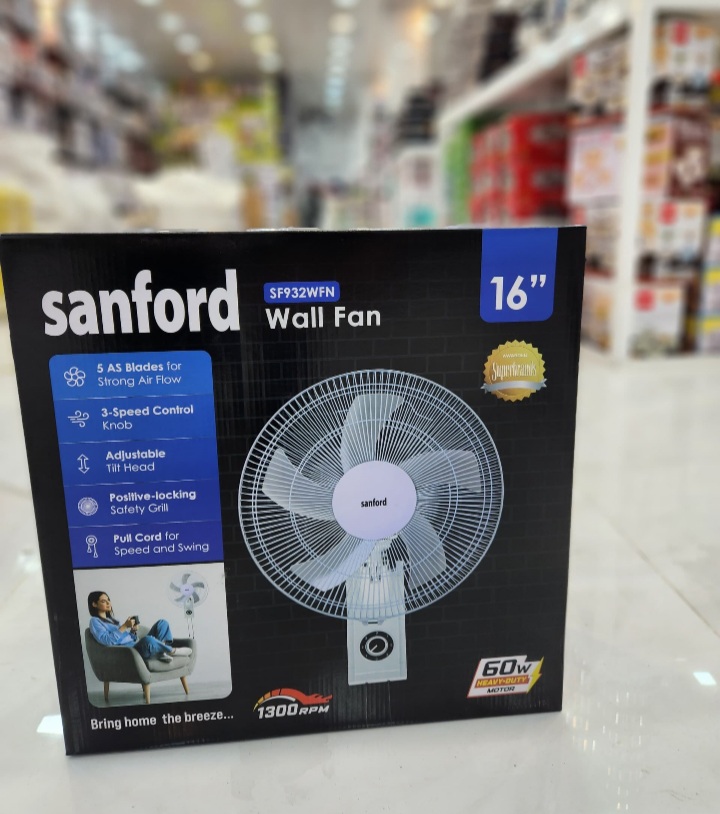 sanford
SF932WFN
Wall Fan
16”
Superbrands
5 AS Blades for
Strong Air Flow
3-Speed Control
Knob
Adjustable
Tilt Head
Positive-locking
Safety Grill
Pull Cord for
Speed and Swing
sanford
Bring home the breeze...
1300 RPM
60W
HEAVY-DUTY
MOTOR